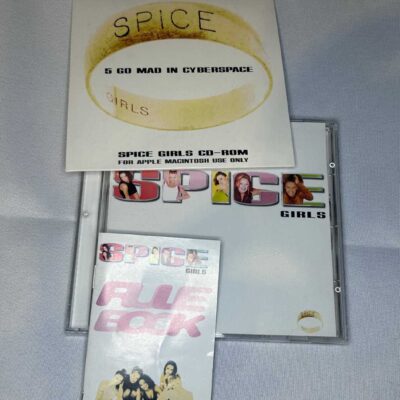 SPICE
5 GO MAD IN CYBERSPACE
GIRLS
SPICE GIRLS CD-ROM
FOR APPLE MACINTOSH USE ONLY
SPICE
GIRLS
SPICE
GIRLS
BOOK